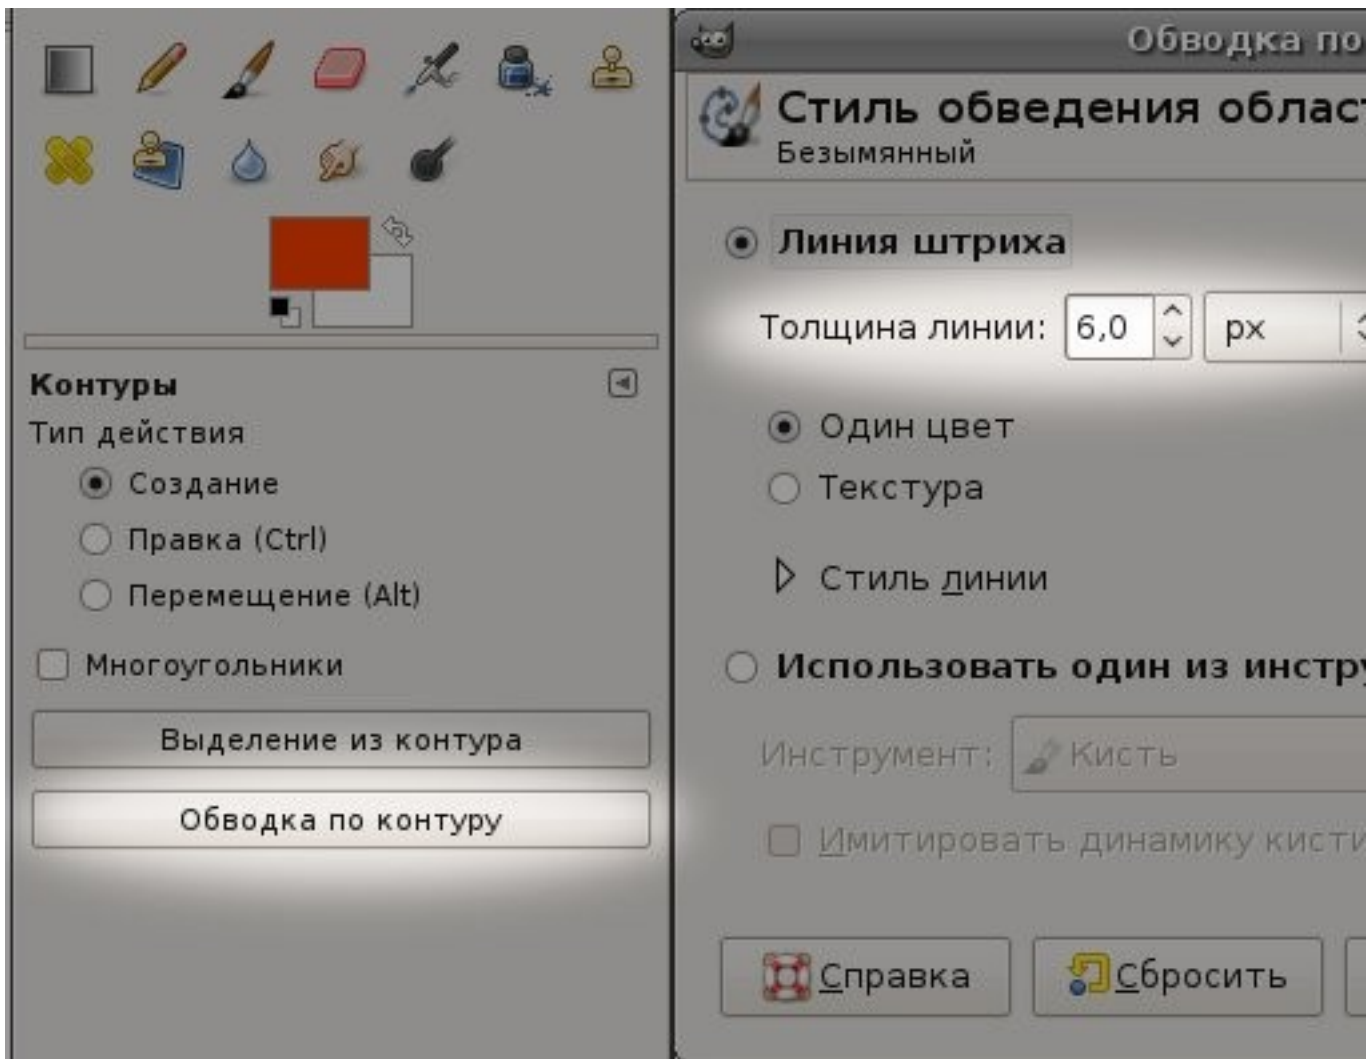 Контуры
Тип действия
Создание
Правка (Ctrl)
Перемещение (Alt)
Многоугольники
Выделение из контура
Обводка по контуру
Обводка по
Стиль обведения облас
Безымянный
Линия штриха
Толщина линии: 6,0 px
Один цвет
Текстура
Стиль линии
Использовать один из инстру
Инструмент: Кисть
Имитировать динамику кисти
Справка Сбросить